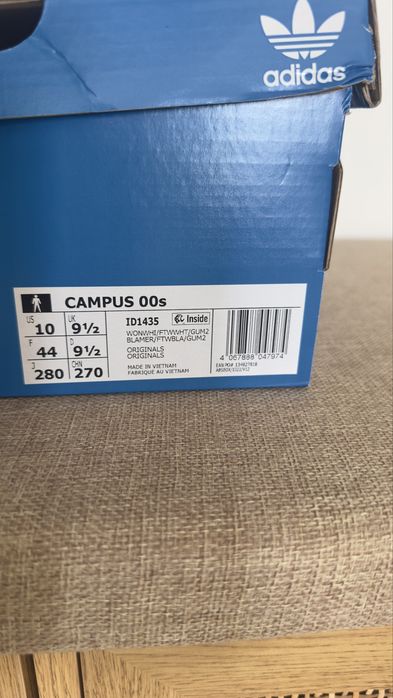 adidas
CAMPUS 00s
US 10 UK 9½
F 44 D 9½
J 280 CHN 270
ID1435 Inside
WONWHI/FTWWHT/GUM2
BLAMER/FTWBLA/GUM2
ORIGINALS
ORIGINALS
MADE IN VIETNAM
FABRIQUÉ AU VIETNAM
4 067888 047974